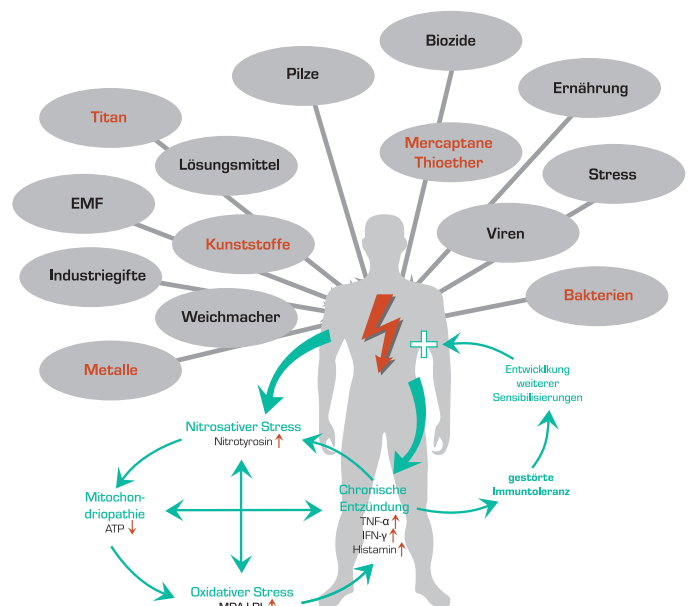 Biozide
Pilze
Ernährung
Titan
Mercaptane
Thioether
Lösungsmittel
Stress
EMF
Viren
Kunststoffe
Industriegifte
Bakterien
Weichmacher
Metalle
Entwicklkung
weiterer
Sensibilisierungen
Nitrosativer Stress
Nitrotyrosin ↑
gestörte
Immuntoleranz
Mitochon-
driopathie
ATP ↓
Chronische
Entzündung
TNF-α ↑
IFN-γ ↑
Histamin ↑
Oxidativer Stress